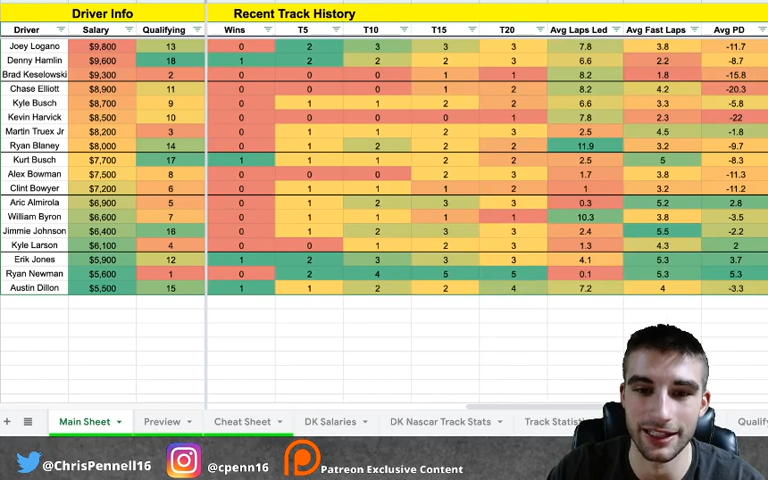 Driver Info Recent Track History
Driver Salary Qualifying Wins T5 T10 T15 T20 Avg Laps Led Avg Fast Laps Avg PD
Joey Logano $9,800 13 0 2 3 3 3 7.8 3.8 -11.7
Denny Hamlin $9,600 18 1 2 2 2 3 6.6 2.2 -8.7
Brad Keselowski $9,300 2 0 0 0 1 1 8.2 1.8 -15.8
Chase Elliott $8,900 11 0 0 0 1 2 8.2 4.2 -20.3
Kyle Busch $8,700 9 0 1 1 2 2 6.6 3.3 -5.8
Kevin Harvick $8,500 10 0 0 0 0 1 7.8 2.3 -22
Martin Truex Jr $8,200 3 0 1 1 2 3 2.5 4.5 -1.8
Ryan Blaney $8,000 14 0 1 2 2 2 11.9 3.2 -9.7
Kurt Busch $7,700 17 1 1 1 2 2 2.5 5 -8.3
Alex Bowman $7,500 8 0 0 0 2 3 1.7 3.8 -11.3
Clint Bowyer $7,200 6 0 1 1 1 2 1 3.2 -11.2
Aric Almirola $6,900 5 0 1 2 3 3 0.3 5.2 2.8
William Byron $6,600 7 0 1 1 1 1 10.3 3.8 -3.5
Jimmie Johnson $6,400 16 0 1 2 2 3 2.4 5.5 -2.2
Kyle Larson $6,100 4 0 0 1 2 3 1.3 4.3 2
Erik Jones $5,900 12 1 2 3 3 3 4.1 5.3 3.7
Ryan Newman $5,600 1 0 2 4 5 5 0.1 5.3 5.3
Austin Dillon $5,500 15 1 1 2 2 4 7.2 4 -3.3
+ Main Sheet Preview Cheat Sheet DK Salaries DK Nascar Track Stats Track Statis Qualify
@ChrisPennell16 @cpenn16 Patreon Exclusive Content